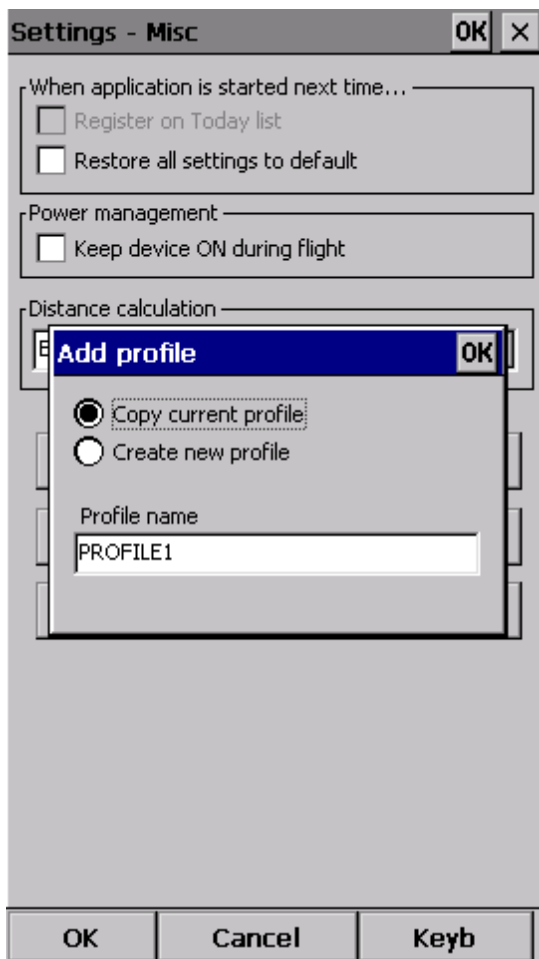 Settings - Misc OK
When application is started next time...
Register on Today list
Restore all settings to default
Power management
Keep device ON during flight
Distance calculation
Add profile OK
Copy current profile
Create new profile
Profile name
PROFILE1
OK Cancel Keyb